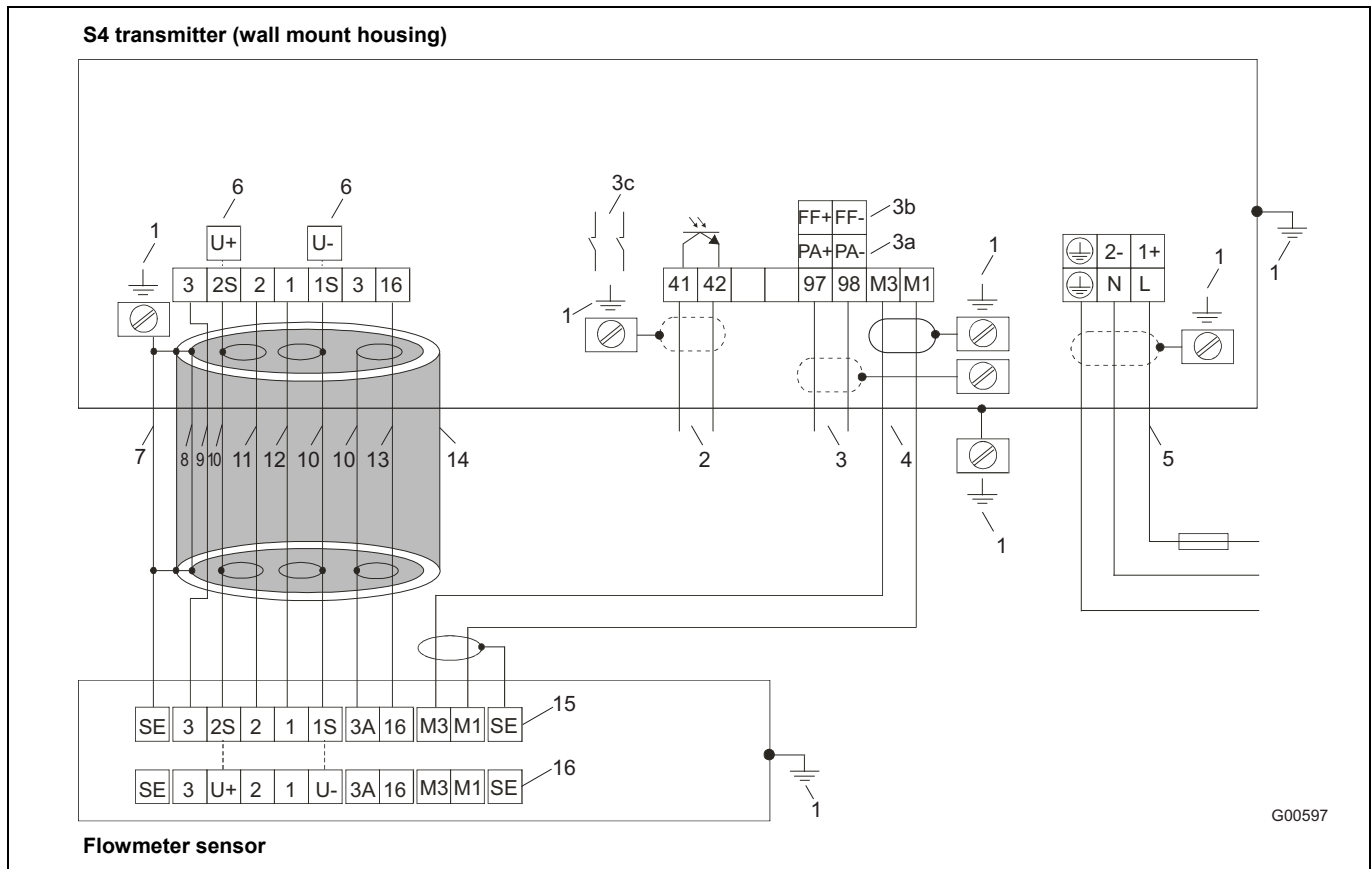 S4 transmitter (wall mount housing)
6 6 3c
FF+ FF- 3b
1 U+ U- PA+ PA- 3a 1 2- 1+ 1 1
3 2S 2 1 1S 3 16 41 42 97 98 M3 M1 N L
1
7 8 9 10 11 12 10 10 13 14 2 3 4 5
1
SE 3 2S 2 1 1S 3A 16 M3 M1 SE 15
SE 3 U+ 2 1 U- 3A 16 M3 M1 SE 16
1
G00597
Flowmeter sensor